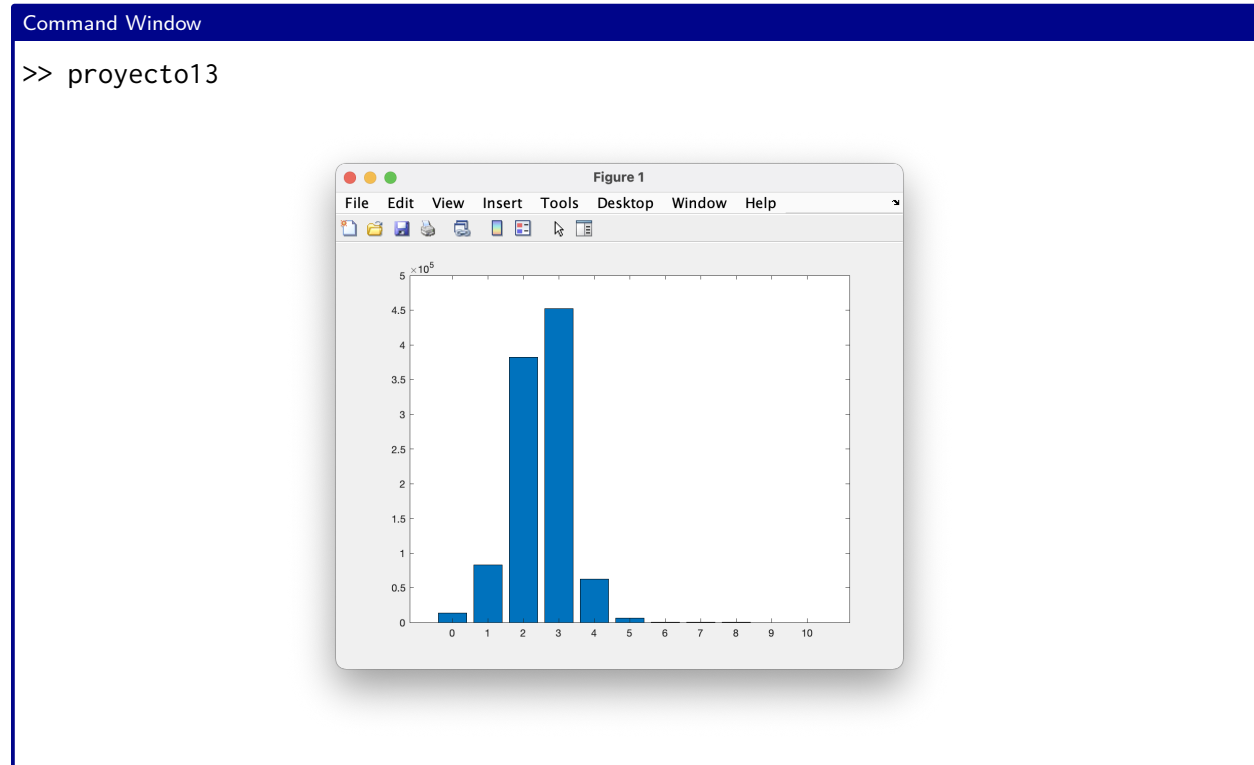 Command Window
>> proyecto13
Figure 1
File Edit View Insert Tools Desktop Window Help
×10^5
5
4.5
4
3.5
3
2.5
2
1.5
1
0.5
0
0 1 2 3 4 5 6 7 8 9 10